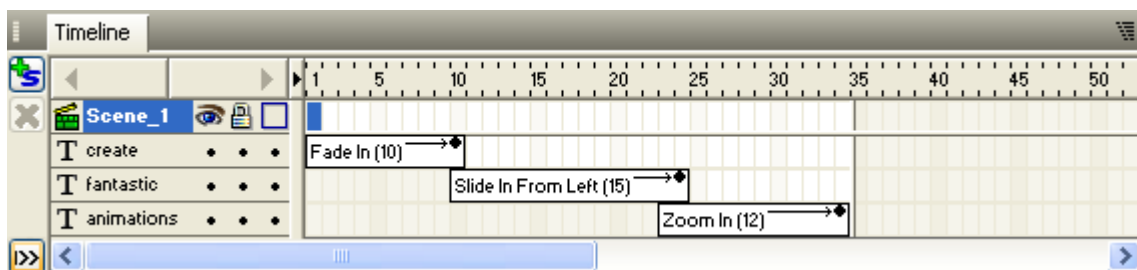 Timeline
1 5 10 15 20 25 30 35 40 45 50
Scene_1
T create Fade In (10)
T fantastic Slide In From Left (15)
T animations Zoom In (12)